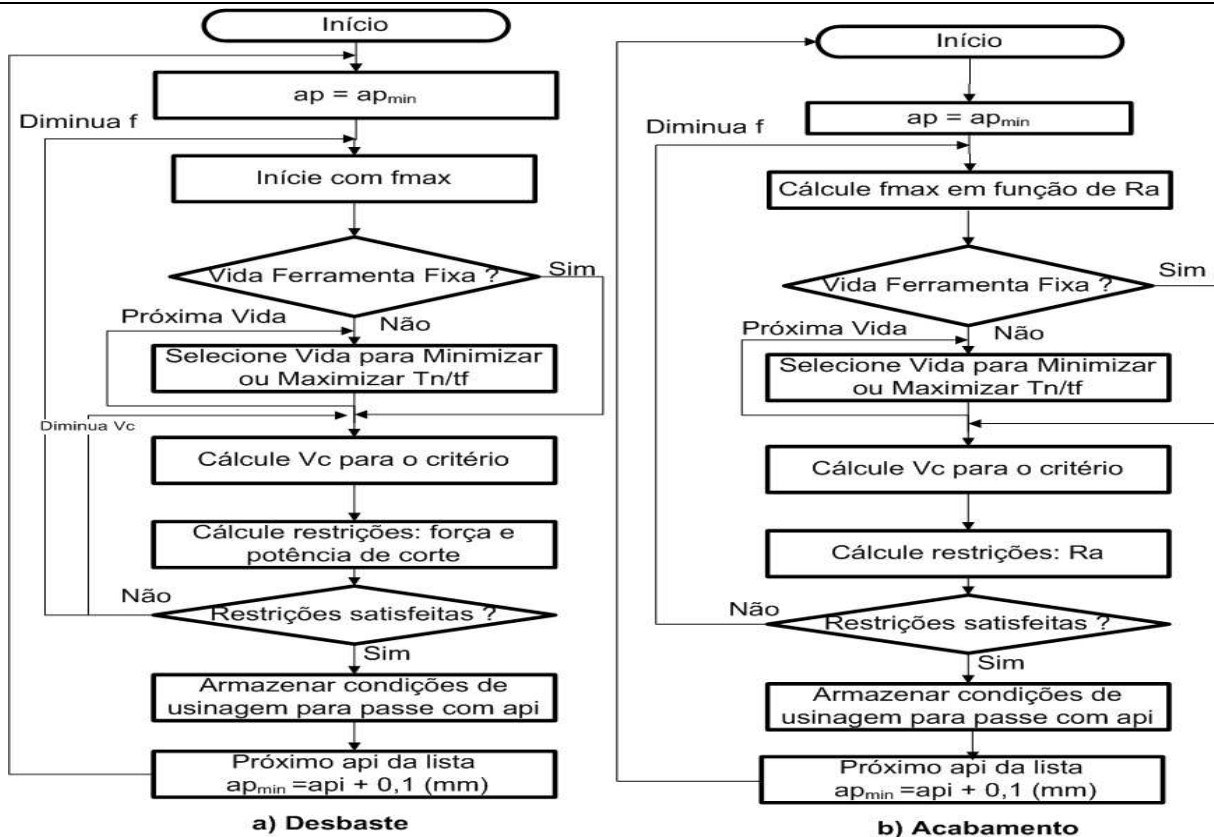 Início
ap = apmin
Diminua f
Inície com fmax
Vida Ferramenta Fixa ?
Sim
Próxima Vida
Não
Selecione Vida para Minimizar
ou Maximizar Tn/tf
Diminua Vc
Cálcule Vc para o critério
Cálcule restrições: força e
potência de corte
Não
Restrições satisfeitas ?
Sim
Armazenar condições de
usinagem para passe com api
Próximo api da lista
apmin =api + 0,1 (mm)
a) Desbaste
Início
ap = apmin
Diminua f
Cálcule fmax em função de Ra
Vida Ferramenta Fixa ?
Sim
Próxima Vida
Não
Selecione Vida para Minimizar
ou Maximizar Tn/tf
Cálcule Vc para o critério
Cálcule restrições: Ra
Não
Restrições satisfeitas ?
Sim
Armazenar condições de
usinagem para passe com api
Próximo api da lista
apmin =api + 0,1 (mm)
b) Acabamento